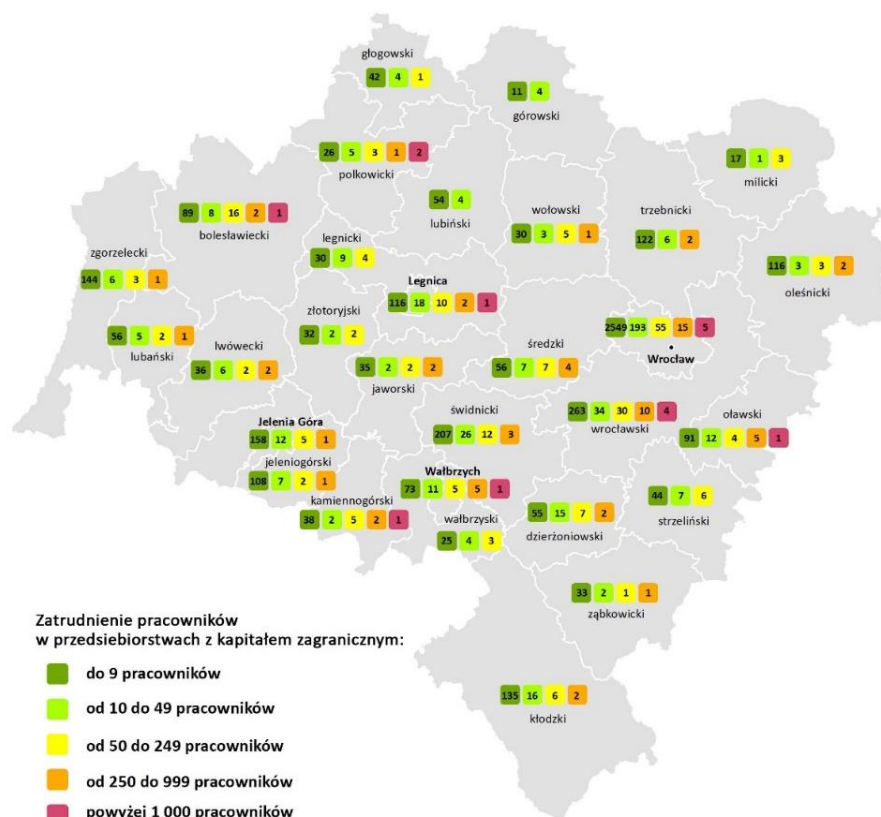 głogowski
42 4 1
11 4
górowski
26 5 3 1 2
polkowicki
17 1 3
milicki
89 8 16 2 1
bolesławiecki
54 4
lubiński
wołowski
30 3 5 1
trzebnicki
122 6 2
zgorzelecki
144 6 3 1
legnicki
30 9 4
116 3 3 2
oleśnicki
Legnica
116 18 10 2 1
złotoryjski
32 2 2
2549 193 55 15 5
Wrocław
56 5 2 1
lubański
lwówecki
36 6 2 2
35 2 2 2
jaworski
średzki
56 7 7 4
świdnicki
207 26 12 3
263 34 30 10 4
wrocławski
oławski
91 12 4 5 1
Jelenia Góra
158 12 5 1
jeleniogórski
108 7 2 1
kamiennogórski
38 2 5 2 1
Wałbrzych
73 11 5 5 1
wałbrzyski
25 4 3
55 15 7 2
dzierżoniowski
44 7 6
strzeliński
33 2 1 1
ząbkowicki
135 16 6 2
kłodzki
Zatrudnienie pracowników
w przedsiebiorstwach z kapitałem zagranicznym:
do 9 pracowników
od 10 do 49 pracowników
od 50 do 249 pracowników
od 250 do 999 pracowników
powyżej 1 000 pracowników